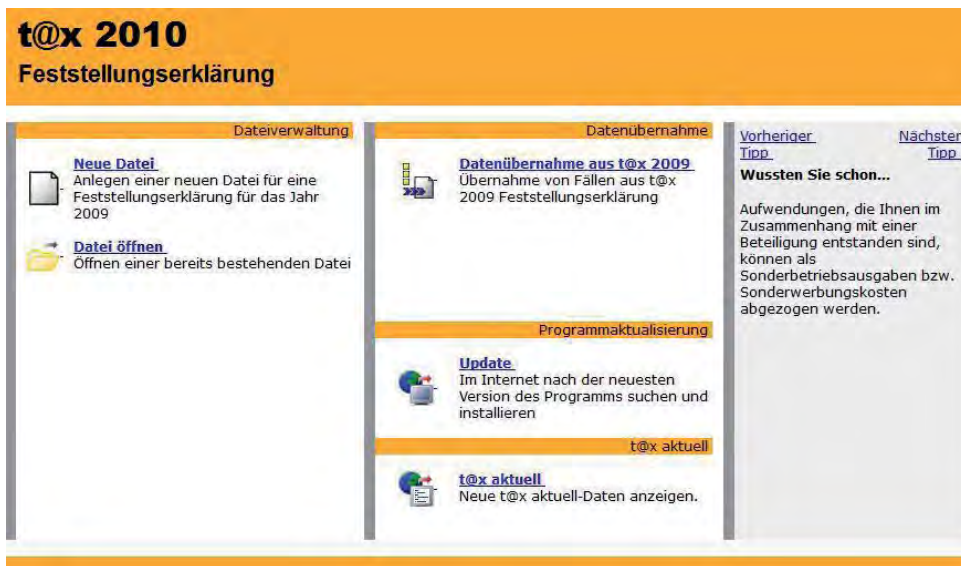 t@x 2010
Feststellungserklärung
Dateiverwaltung
Neue Datei
Anlegen einer neuen Datei für eine
Feststellungserklärung für das Jahr
2009
Datei öffnen
Öffnen einer bereits bestehenden Datei
Datenübernahme
Datenübernahme aus t@x 2009
Übernahme von Fällen aus t@x
2009 Feststellungserklärung
Programmaktualisierung
Update
Im Internet nach der neuesten
Version des Programms suchen und
installieren
t@x aktuell
t@x aktuell
Neue t@x aktuell-Daten anzeigen.
Vorheriger Nächster
Tipp Tipp
Wussten Sie schon...
Aufwendungen, die Ihnen im
Zusammenhang mit einer
Beteiligung entstanden sind,
können als
Sonderbetriebsausgaben bzw.
Sonderwerbungskosten
abgezogen werden.